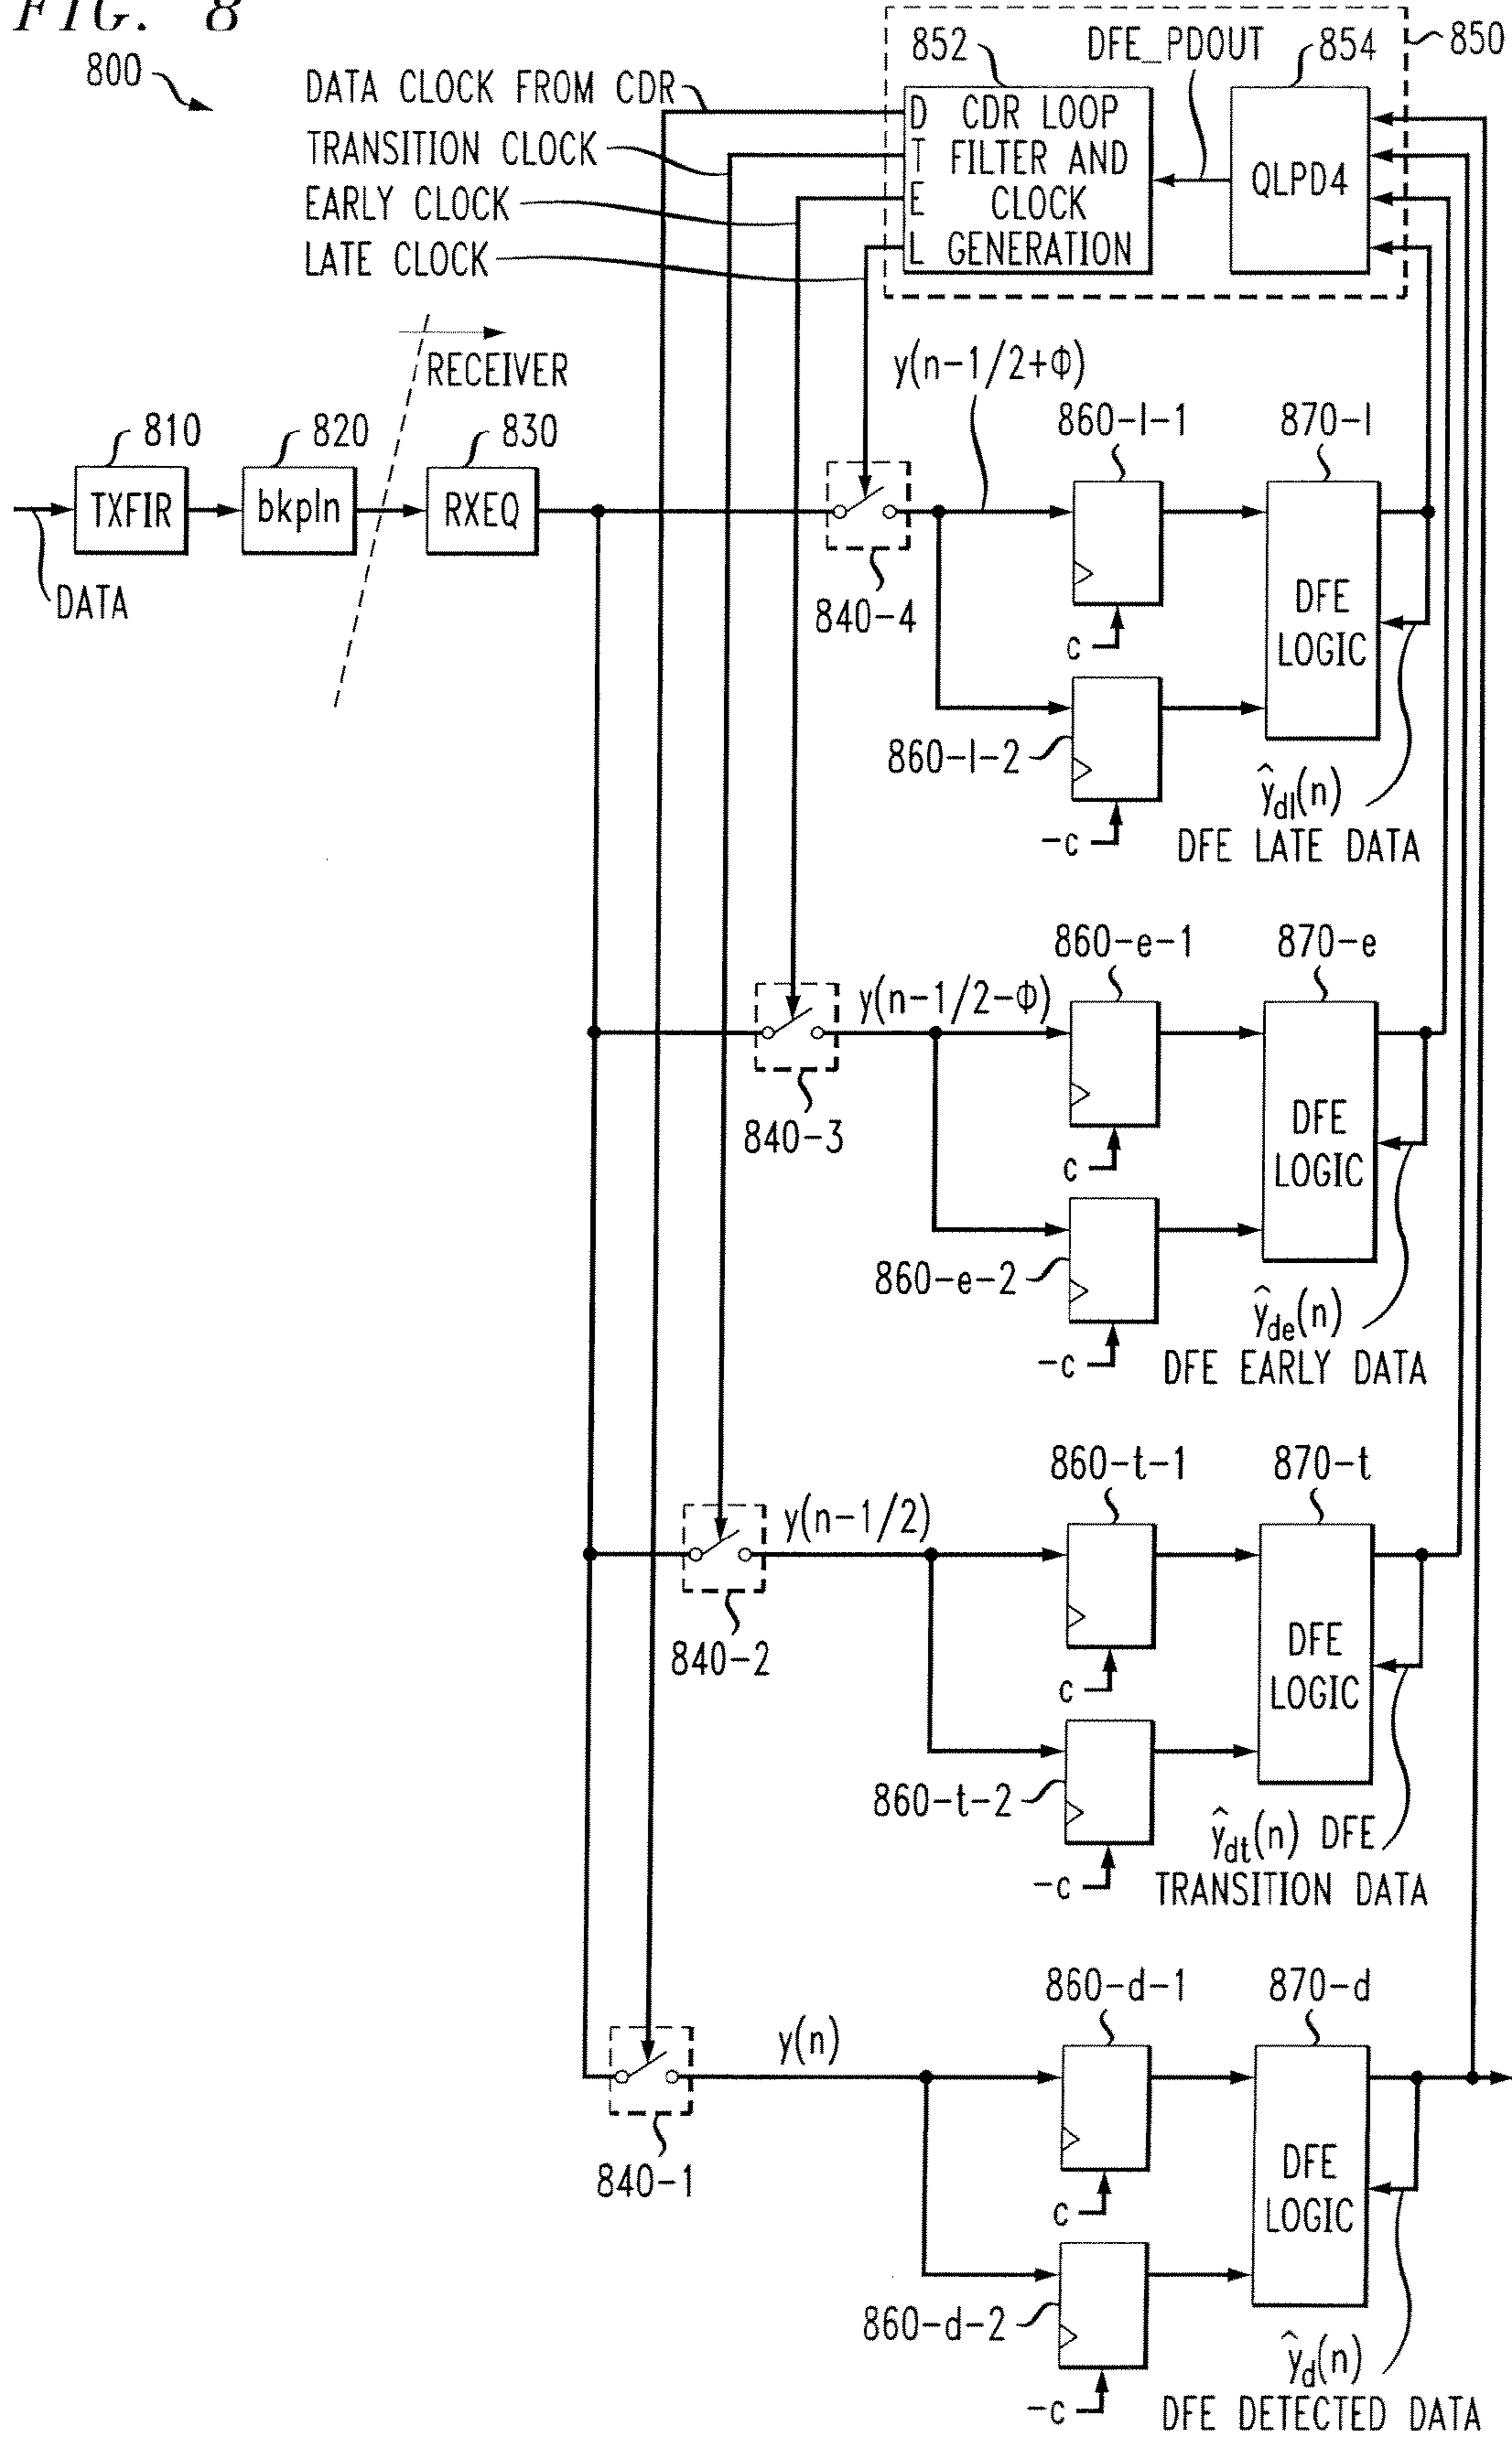 FIG. 8
800
852
DFE_PDOUT
854
850
DATA CLOCK FROM CDR
TRANSITION CLOCK
EARLY CLOCK
LATE CLOCK
D CDR LOOP
T FILTER AND
E CLOCK
L GENERATION
QLPD4
RECEIVER
y(n-1/2+Φ)
810
820
830
860-l-1
870-l
TXFIR
bkpln
RXEQ
DATA
840-4
c
DFE
LOGIC
860-l-2
-c
ŷdl(n)
DFE LATE DATA
860-e-1
870-e
y(n-1/2-Φ)
840-3
c
DFE
LOGIC
860-e-2
-c
ŷde(n)
DFE EARLY DATA
860-t-1
870-t
y(n-1/2)
840-2
c
DFE
LOGIC
860-t-2
-c
ŷdt(n) DFE
TRANSITION DATA
860-d-1
870-d
y(n)
840-1
c
DFE
LOGIC
860-d-2
-c
ŷd(n)
DFE DETECTED DATA